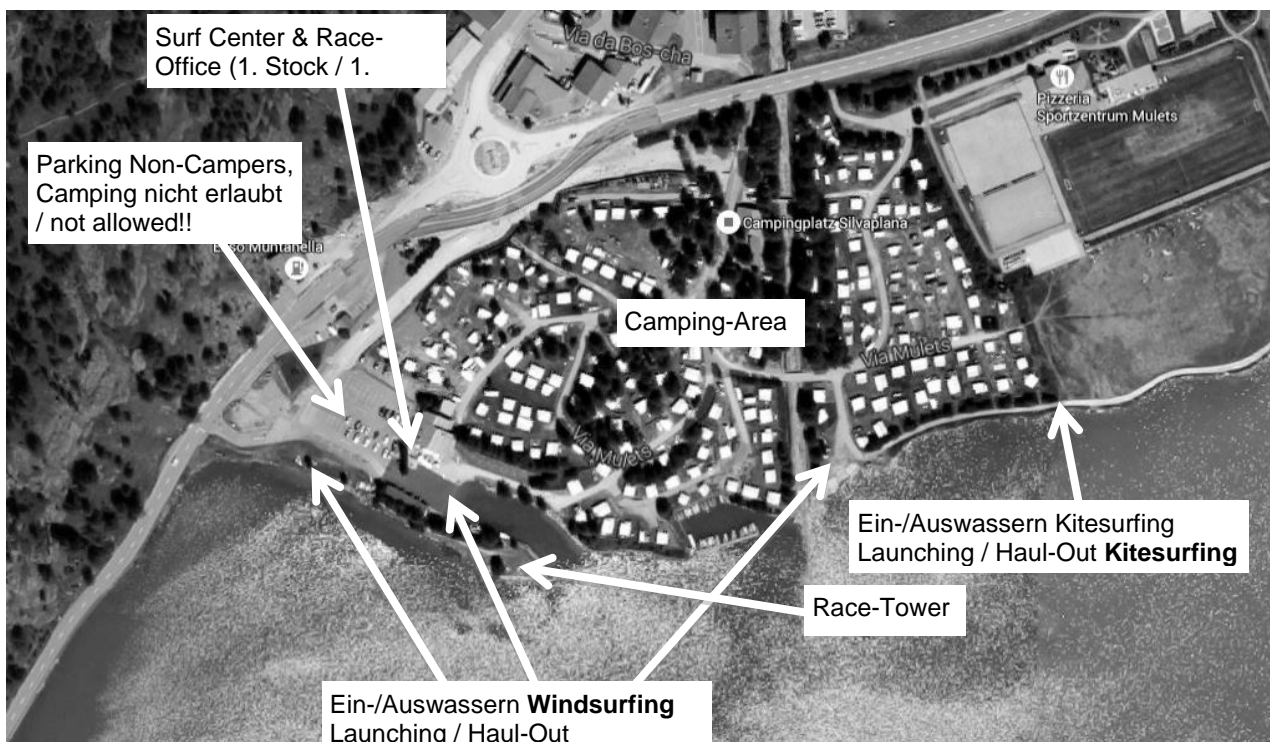 Surf Center & Race-
Office (1. Stock / 1.
Via da Bos-cha
Pizzeria
Sportzentrum Mulets
Parking Non-Campers,
Camping nicht erlaubt
/ not allowed!!
Muntanella
Campingplatz Silvaplana
Camping-Area
Via Mulets
Via Mulets
Ein-/Auswassern Kitesurfing
Launching / Haul-Out Kitesurfing
Race-Tower
Ein-/Auswassern Windsurfing
Launching / Haul-Out